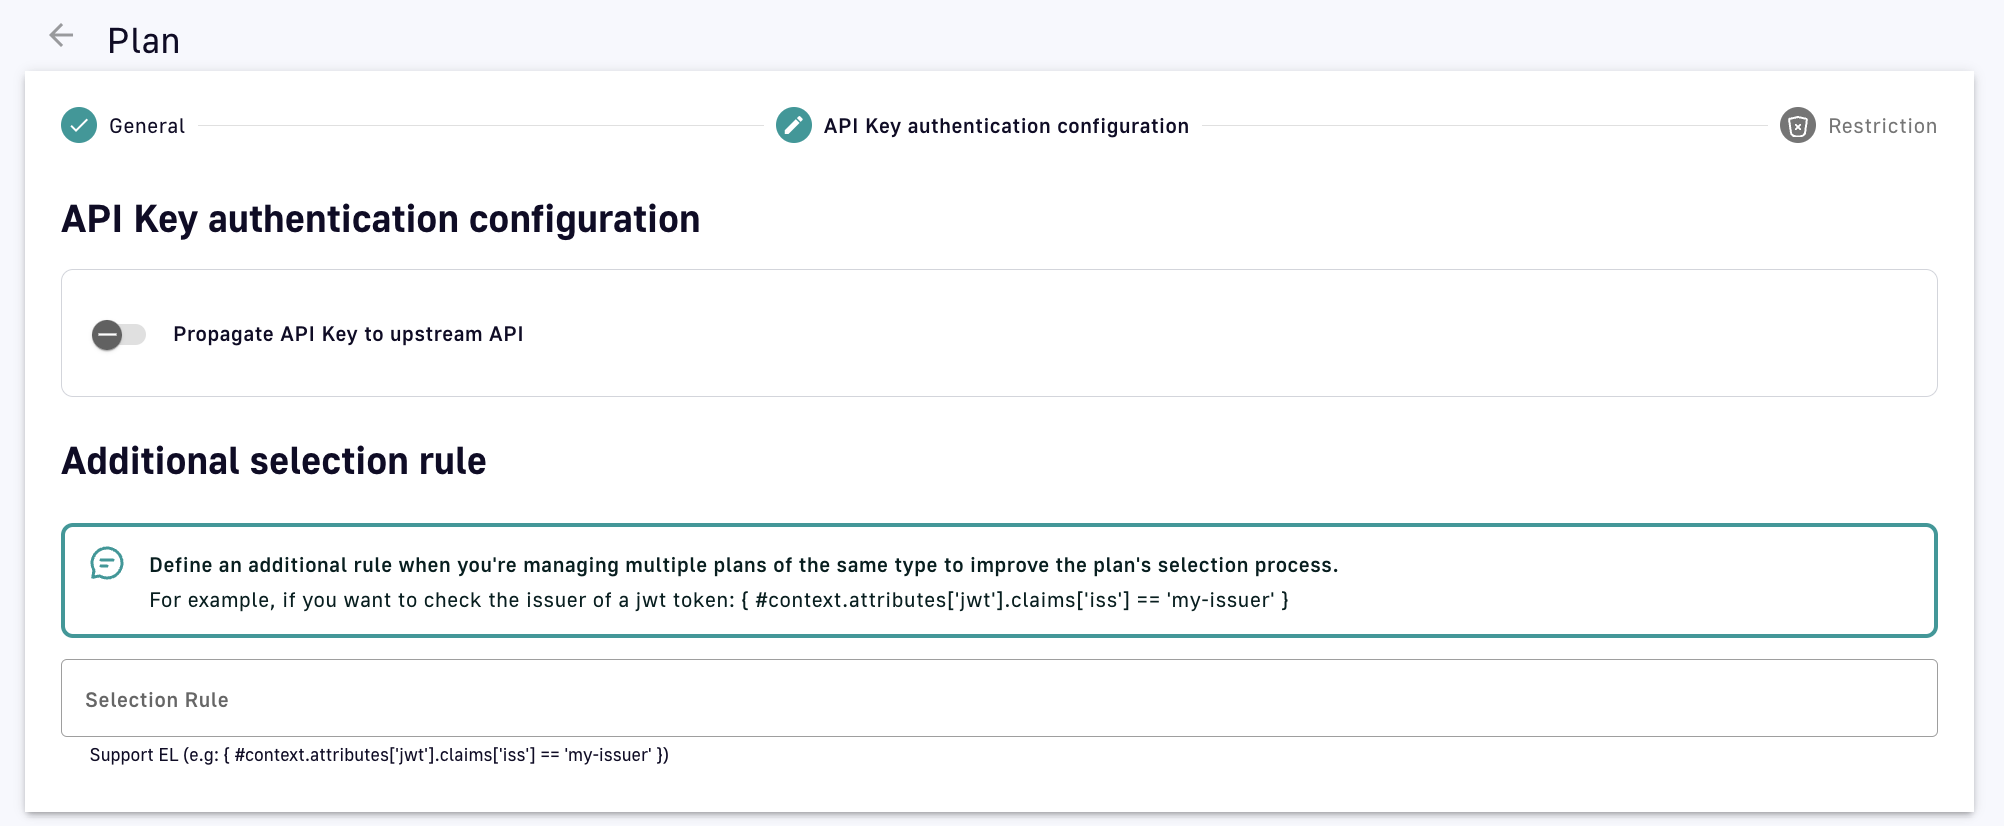 Plan
General
API Key authentication configuration
Restriction
API Key authentication configuration
Propagate API Key to upstream API
Additional selection rule
Define an additional rule when you're managing multiple plans of the same type to improve the plan's selection process.
For example, if you want to check the issuer of a jwt token: { #context.attributes['jwt'].claims['iss'] == 'my-issuer' }
Selection Rule
Support EL (e.g: { #context.attributes['jwt'].claims['iss'] == 'my-issuer' })